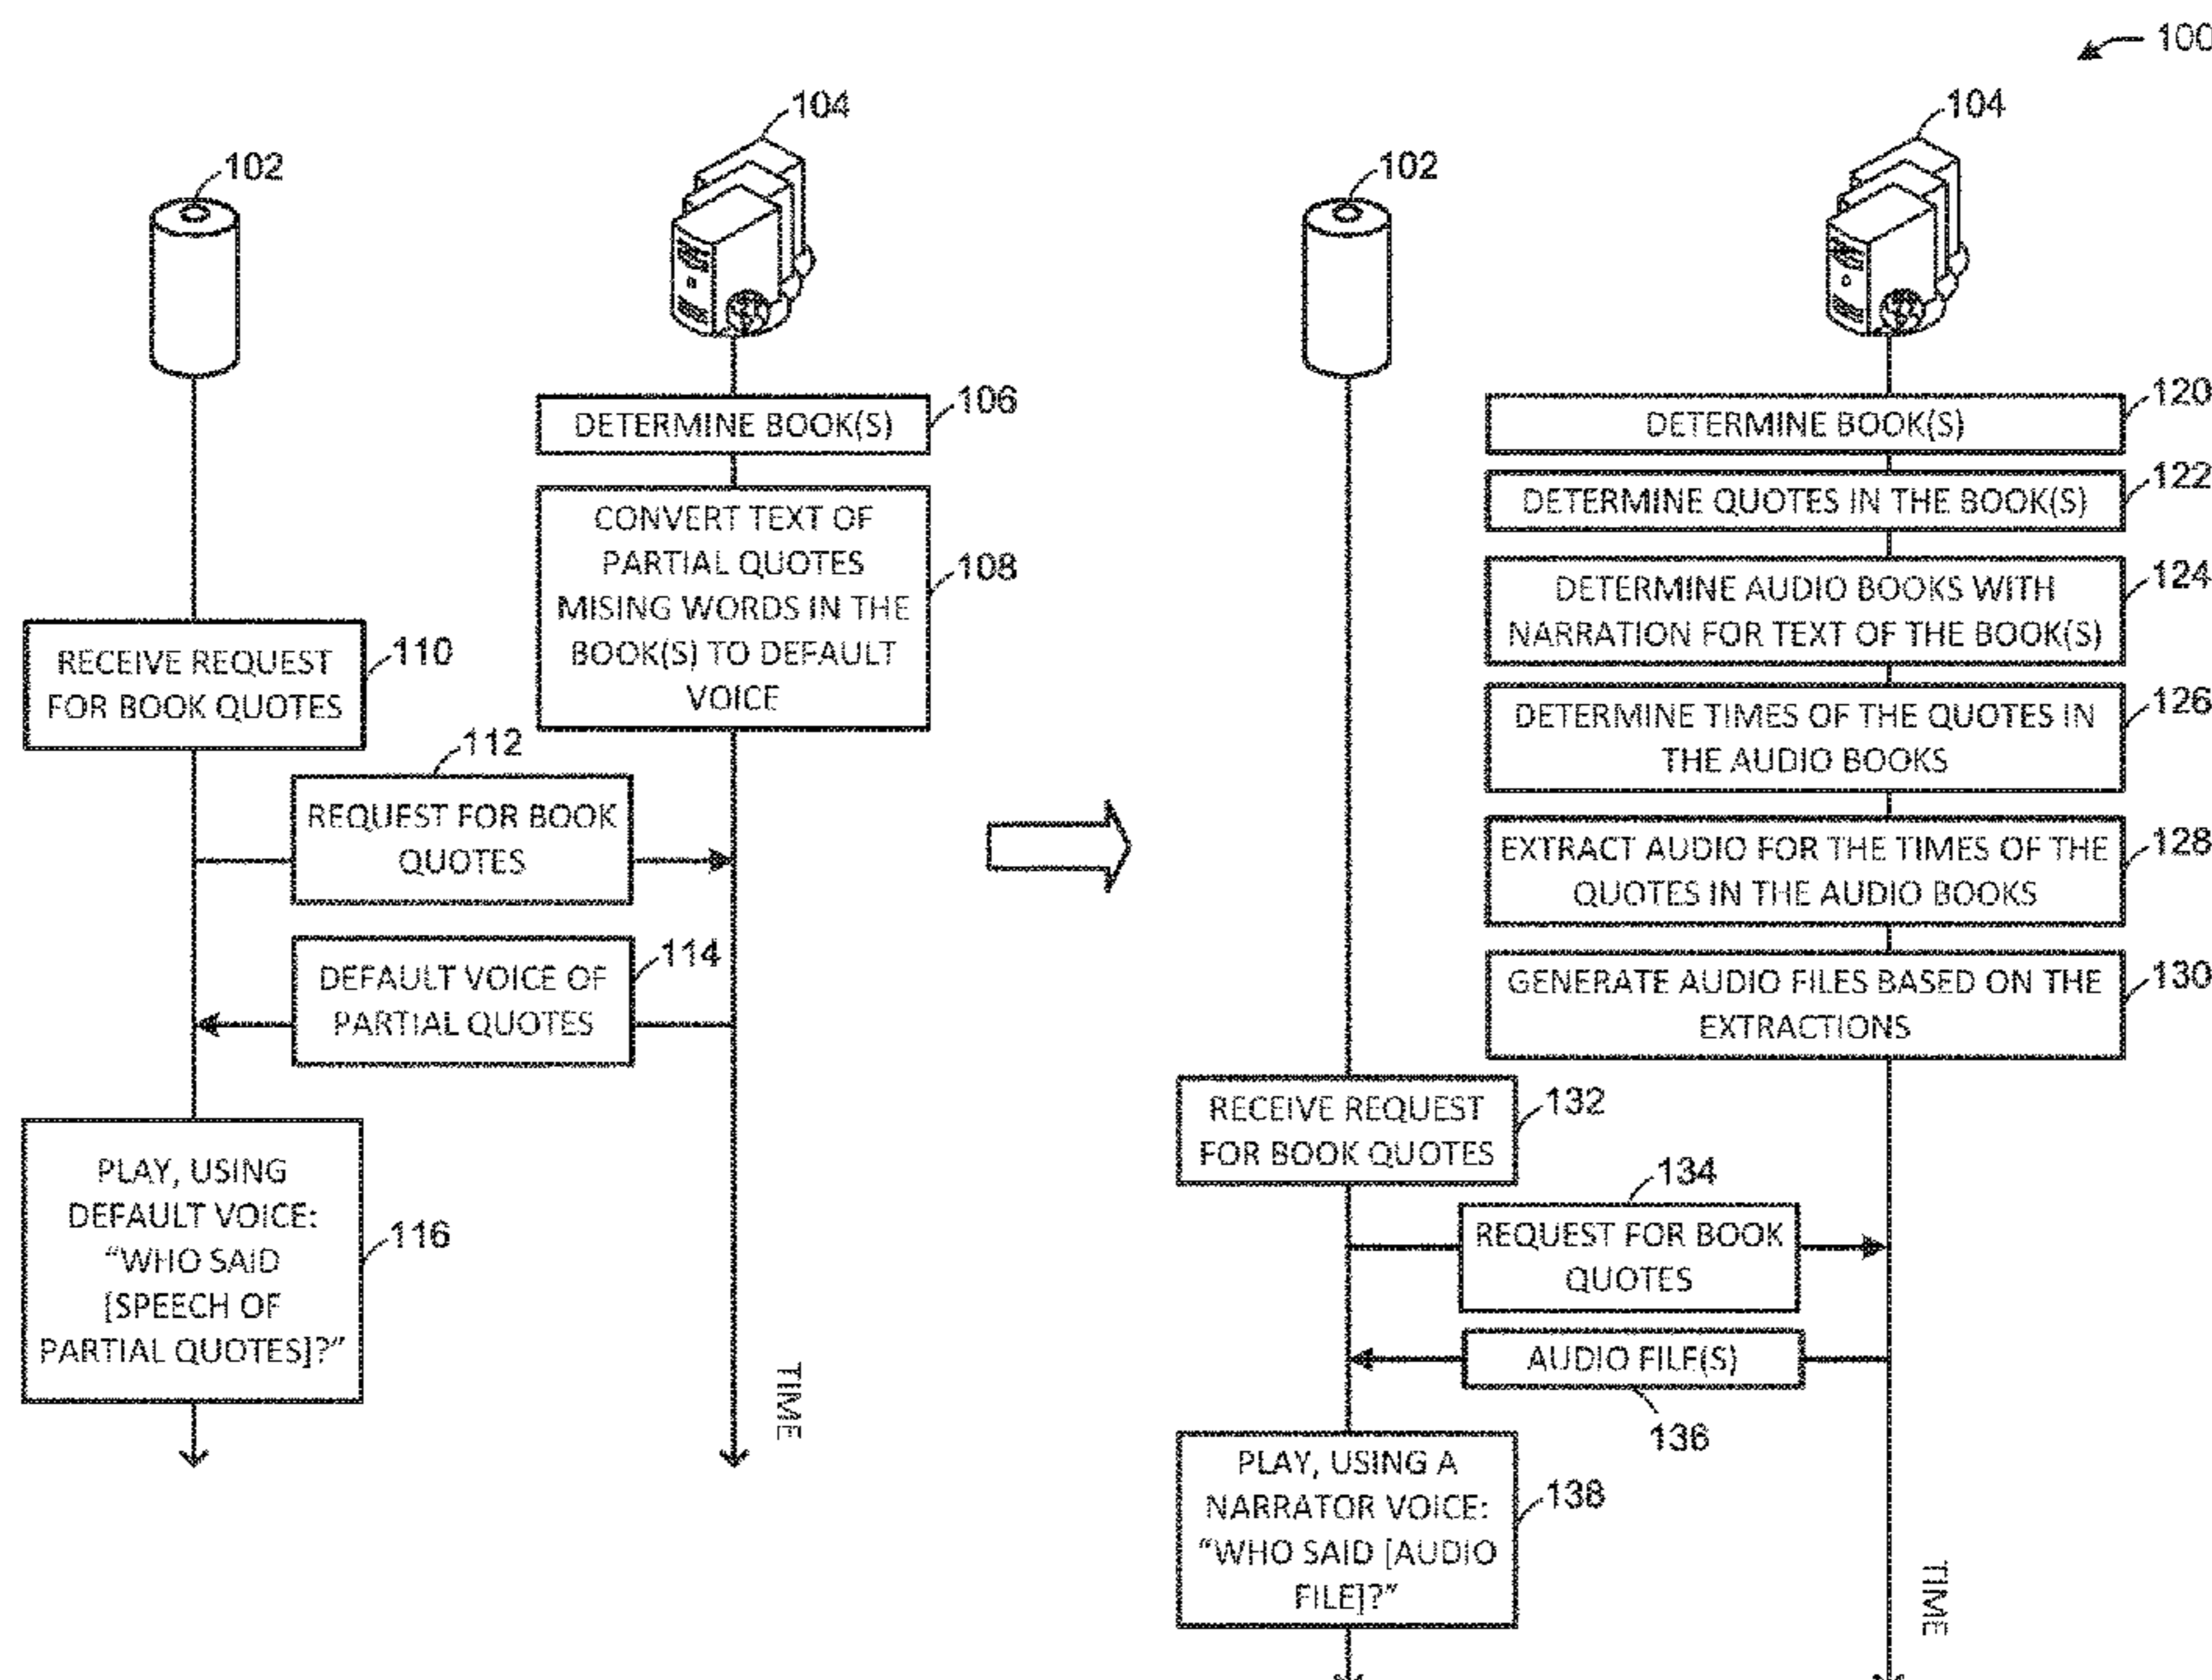 100
104
102
106
DETERMINE BOOK(S)
CONVERT TEXT OF
PARTIAL QUOTES
MISING WORDS IN THE
BOOK(S) TO DEFAULT
VOICE
108
RECEIVE REQUEST
FOR BOOK QUOTES
110
112
REQUEST FOR BOOK
QUOTES
114
DEFAULT VOICE OF
PARTIAL QUOTES
PLAY, USING
DEFAULT VOICE:
“WHO SAID
[SPEECH OF
PARTIAL QUOTES]?”
116
TIME
104
102
120
DETERMINE BOOK(S)
122
DETERMINE QUOTES IN THE BOOK(S)
124
DETERMINE AUDIO BOOKS WITH
NARRATION FOR TEXT OF THE BOOK(S)
126
DETERMINE TIMES OF THE QUOTES IN
THE AUDIO BOOKS
128
EXTRACT AUDIO FOR THE TIMES OF THE
QUOTES IN THE AUDIO BOOKS
130
GENERATE AUDIO FILES BASED ON THE
EXTRACTIONS
RECEIVE REQUEST
FOR BOOK QUOTES
132
134
REQUEST FOR BOOK
QUOTES
AUDIO FILE(S)
136
PLAY, USING A
NARRATOR VOICE:
“WHO SAID [AUDIO
FILE]?”
138
TIME